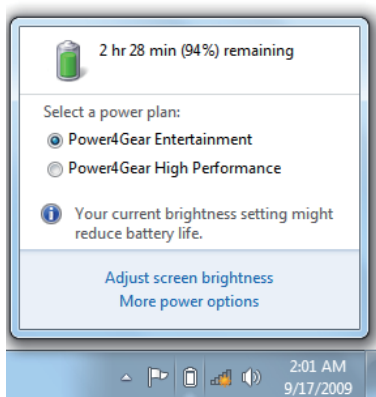 2 hr 28 min (94%) remaining
Select a power plan:
Power4Gear Entertainment
Power4Gear High Performance
Your current brightness setting might
reduce battery life.
Adjust screen brightness
More power options
2:01 AM
9/17/2009